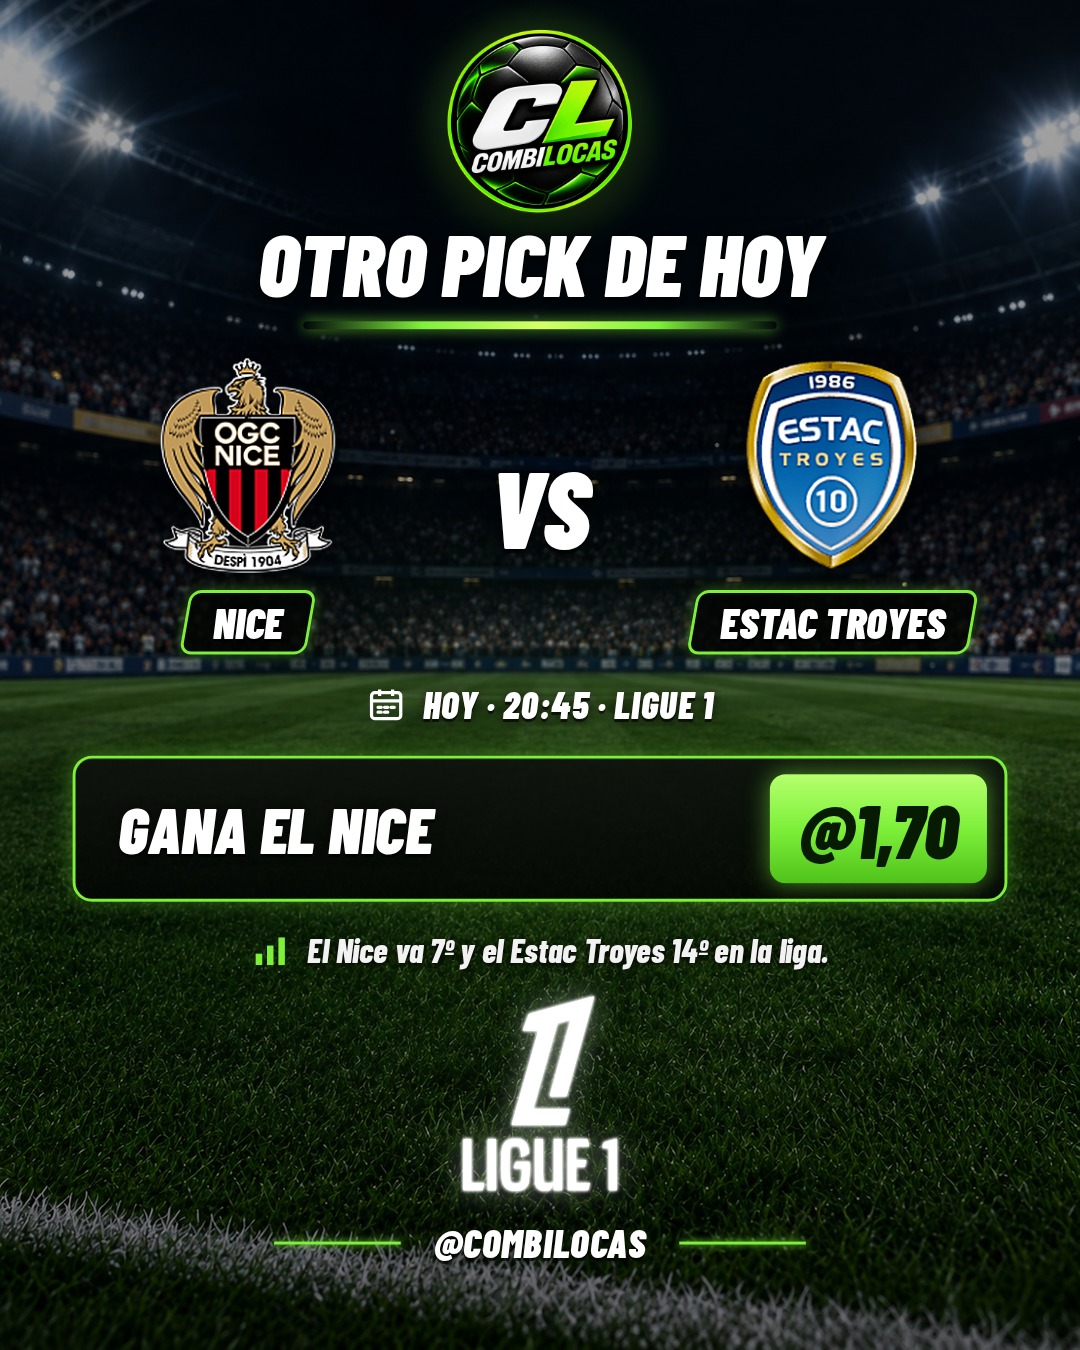 CL
COMBILOCAS
OTRO PICK DE HOY
OGC
NICE
DESPÌ 1904
VS
1986
ESTAC
TROYES
10
NICE
ESTAC TROYES
HOY · 20:45 · LIGUE 1
GANA EL NICE
@1,70
El Nice va 7º y el Estac Troyes 14º en la liga.
LIGUE 1
@COMBILOCAS